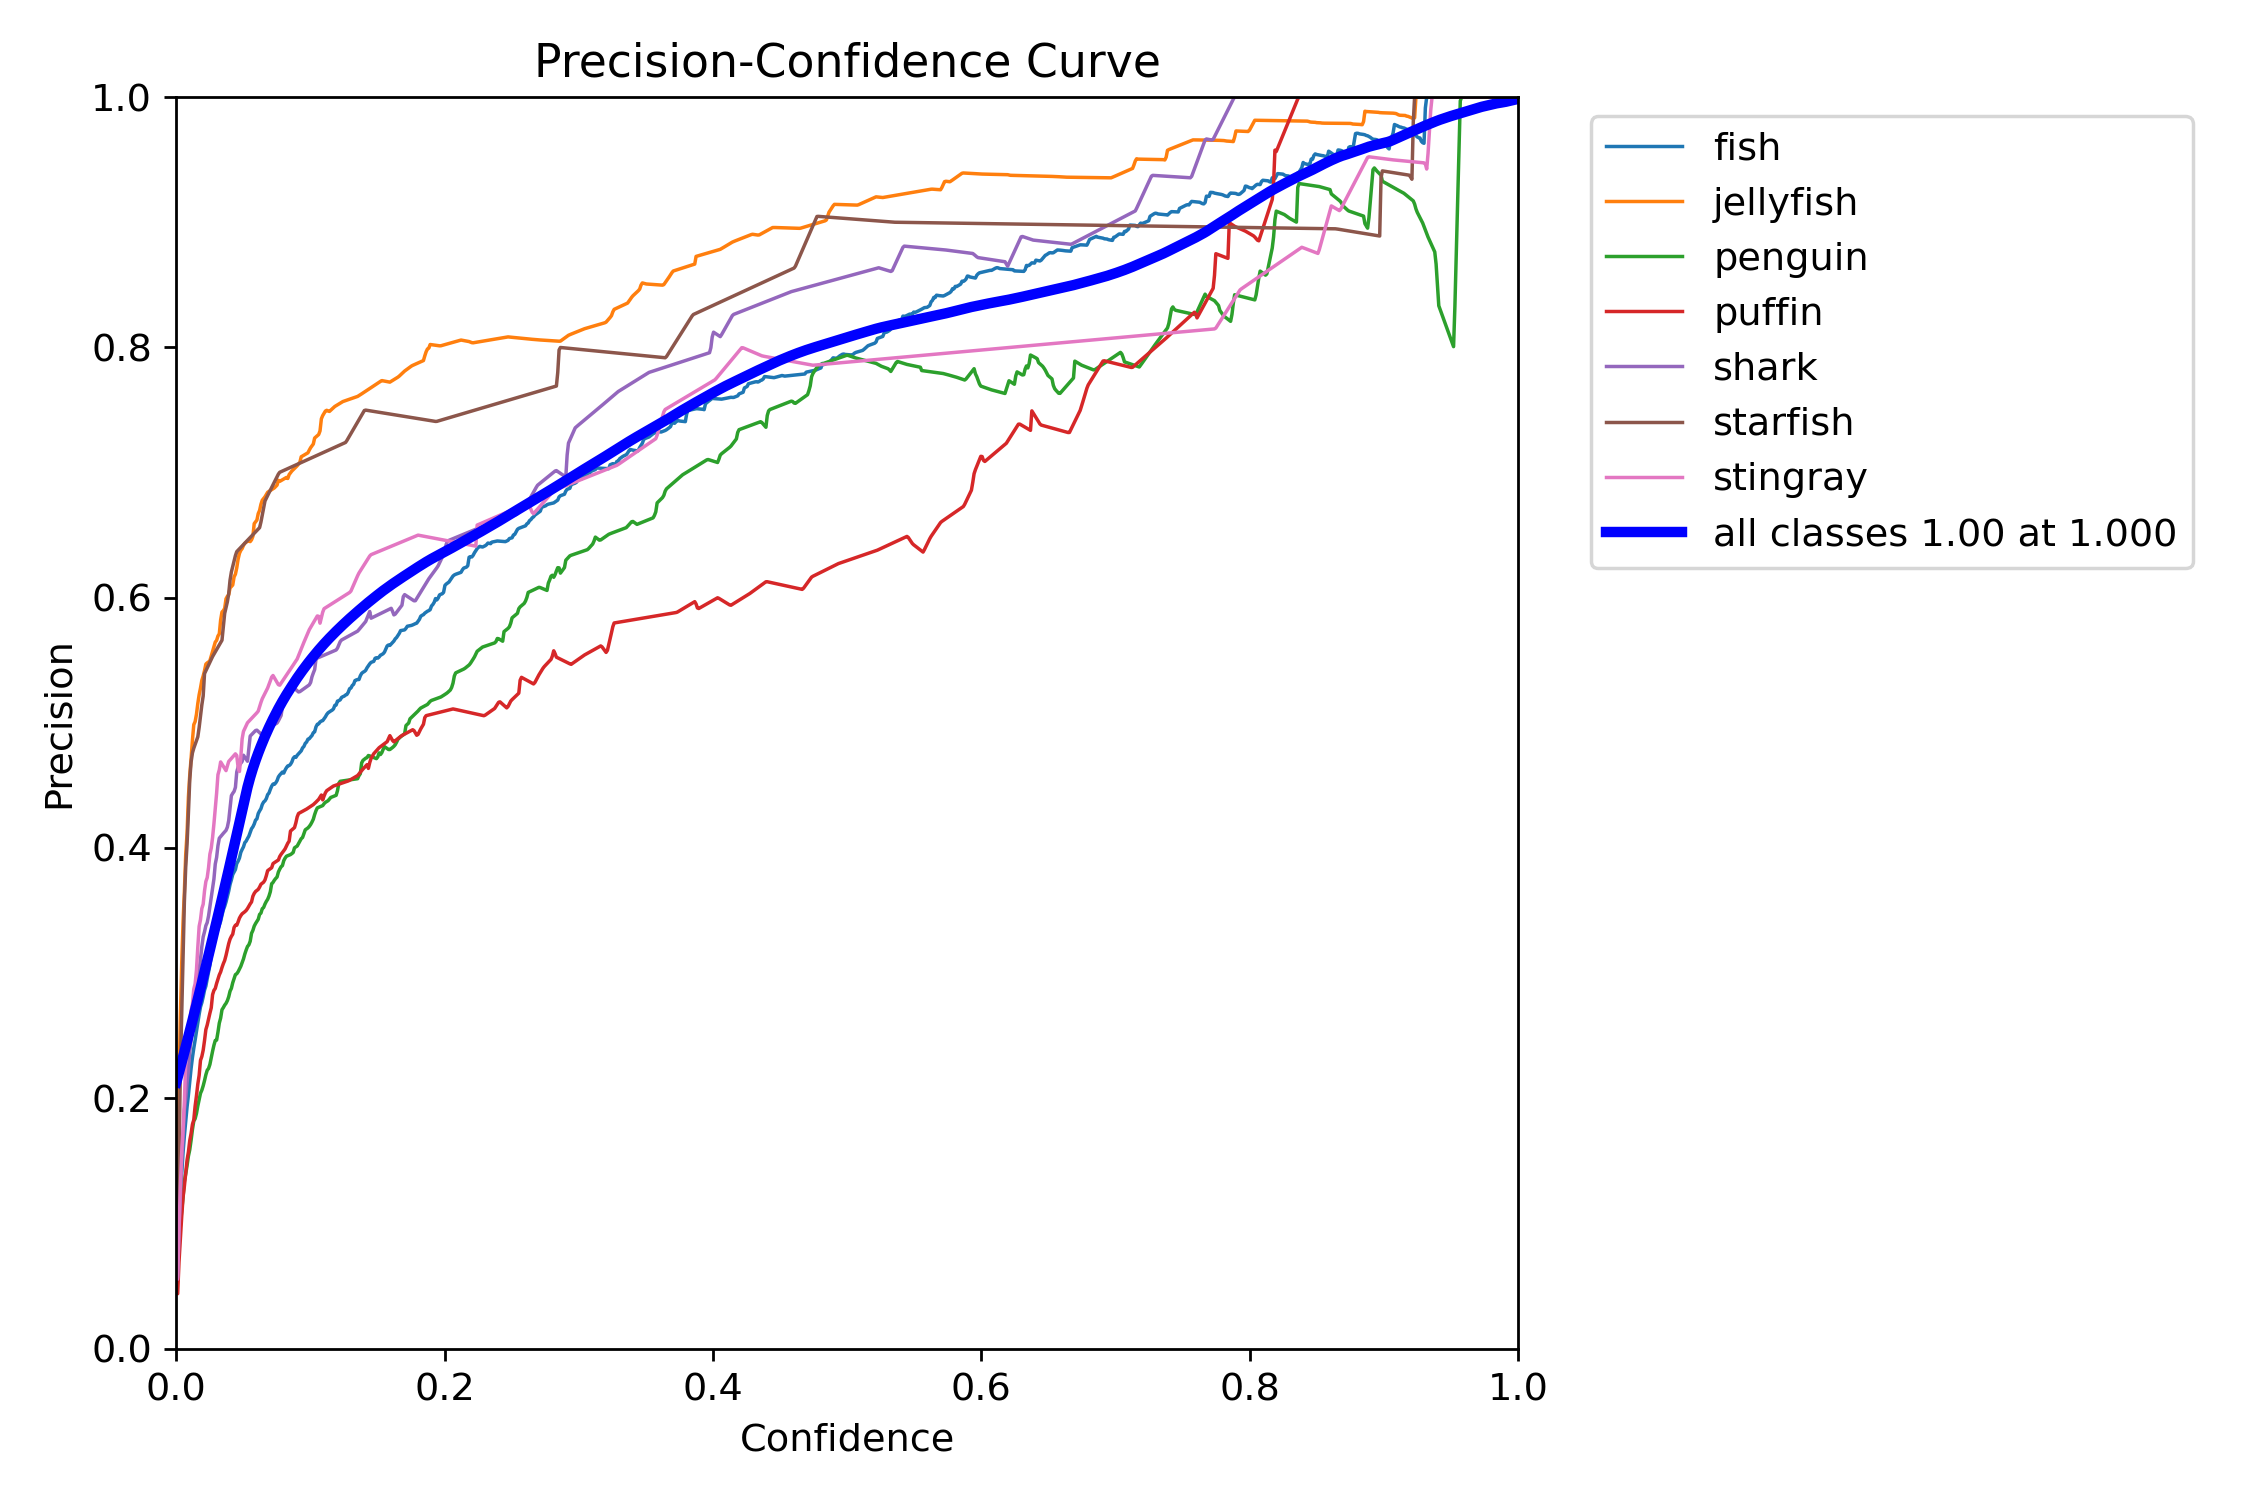 Precision-Confidence Curve
1.0
0.8
0.6
0.4
0.2
0.0
Precision
0.0 0.2 0.4 0.6 0.8 1.0
Confidence
fish
jellyfish
penguin
puffin
shark
starfish
stingray
all classes 1.00 at 1.000